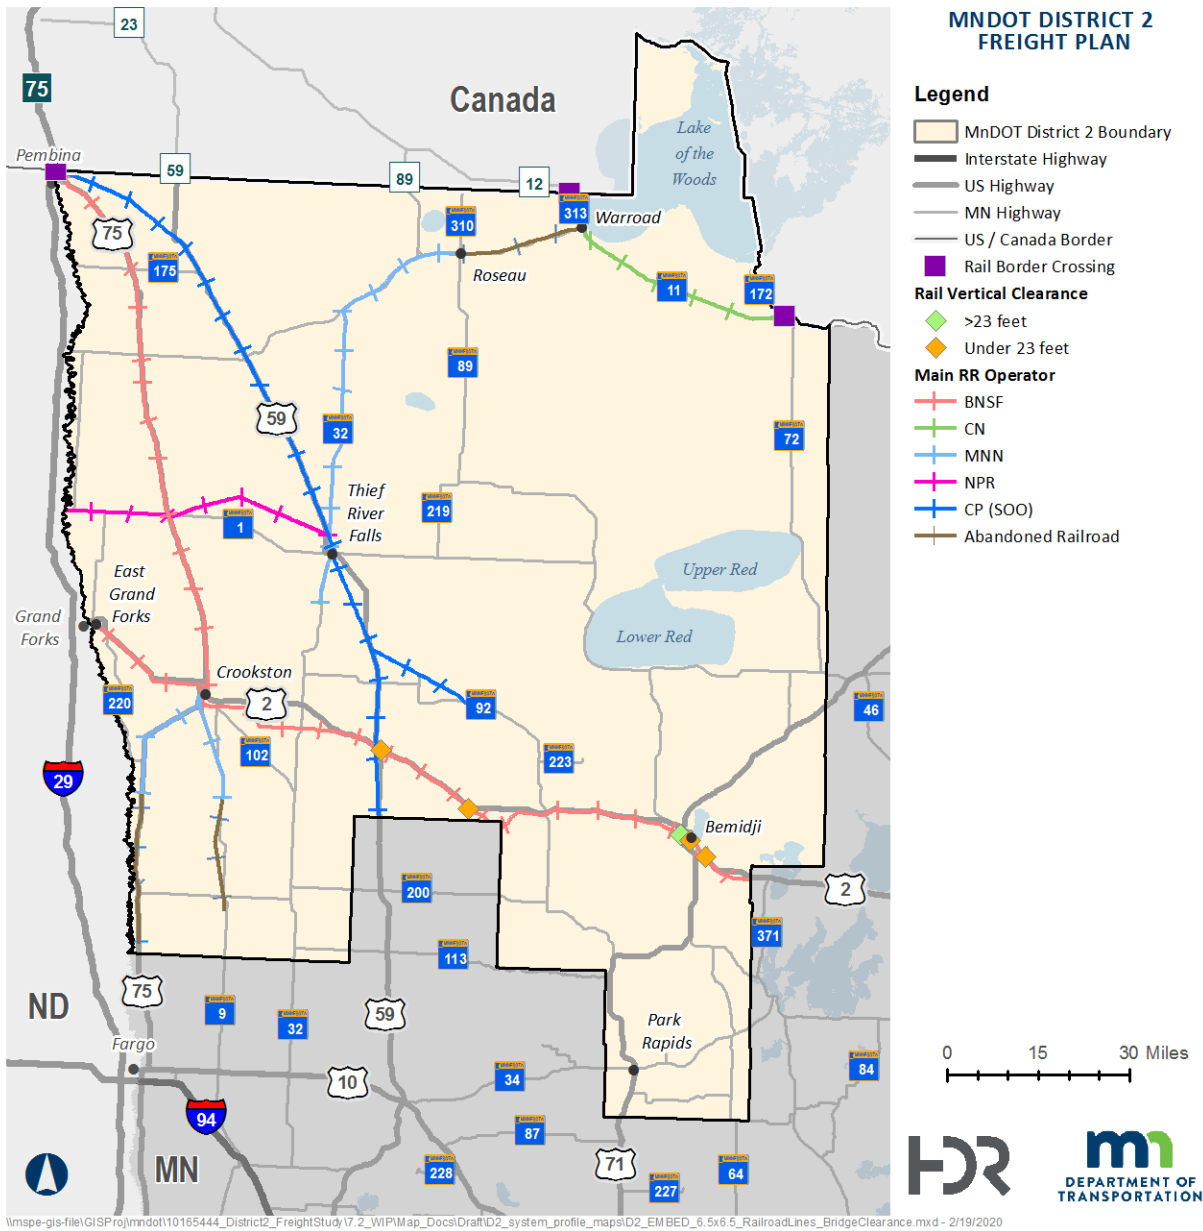 MNDOT DISTRICT 2
FREIGHT PLAN
Legend
MnDOT District 2 Boundary
Interstate Highway
US Highway
MN Highway
US / Canada Border
Rail Border Crossing
Rail Vertical Clearance
>23 feet
Under 23 feet
Main RR Operator
BNSF
CN
MNN
NPR
CP (SOO)
Abandoned Railroad
23
75
Canada
Lake
of the
Woods
Pembina
59
89
12
313
Warroad
310
75
175
Roseau
11
172
89
59
32
72
Thief
River
Falls
219
1
Upper Red
East
Grand
Forks
Grand
Forks
Lower Red
Crookston
220
2
92
46
102
223
29
Bemidji
200
2
371
113
75
ND
9
32
59
Park
Rapids
Fargo
10
34
84
94
87
MN
228
71
227
64
0 15 30 Miles
HDR
mn
DEPARTMENT OF
TRANSPORTATION
\\mspe-gis-file\GISProj\mndot\10165444_District2_FreightStudy\7.2_WIP\Map_Docs\Draft\D2_system_profile_maps\D2_EMBED_6.5x6.5_RailroadLines_BridgeClearance.mxd - 2/19/2020